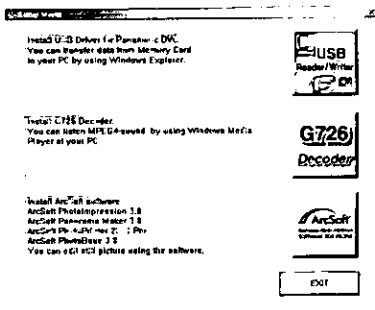 Install USB Driver for Panasonic DVC.
You can transfer data from Memory Card
to your PC by using Windows Explorer.
USB
Reader/Writer
Install G726 Decoder.
You can listen MPEG4 sound by using Windows Media
Player at your PC
G726
Decoder
Install ArcSoft software
ArcSoft PhotoImpression 3.0
ArcSoft Panorama Maker 3.0
ArcSoft Pro
ArcSoft PhotoBase 3
You can edit still picture using the software.
ArcSoft
EXIT